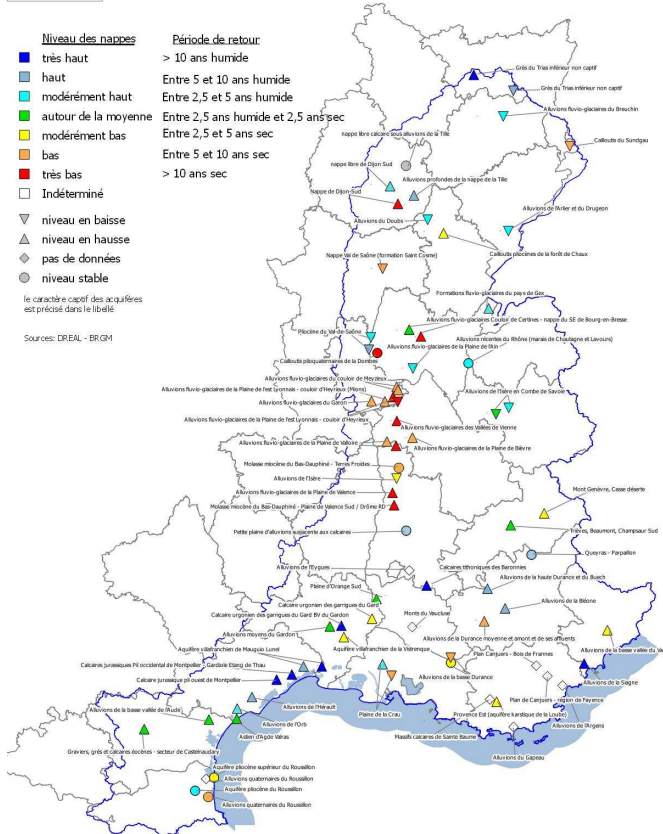 Niveau des nappes
Période de retour
très haut > 10 ans humide
haut Entre 5 et 10 ans humide
modérément haut Entre 2,5 et 5 ans humide
autour de la moyenne Entre 2,5 ans humide et 2,5 ans sec
modérément bas Entre 2,5 et 5 ans sec
bas Entre 5 et 10 ans sec
très bas > 10 ans sec
Indéterminé
niveau en baisse
niveau en hausse
pas de données
niveau stable
le caractère captif des acquifères
est précisé dans le libellé
Sources: DREAL - BRGM
Grès du Trias inférieur non captif
Grès du Trias inférieur non captif
Alluvions fluvio-glaciaires du Breuchin
nappe libre calcaire sous alluvions de la Tille
Cailloutis du Sundgau
nappe libre de Dijon Sud
Alluvions profondes de la nappe de la Tille
Nappe de Dijon-Sud
Alluvions du Doubs
Alluvions de l'Arlier et du Drugeon
Cailloutis pliocènes de la forêt de Chaux
Nappe Val de Saône (formation Saint Cosme)
Formations fluvio-glaciaires du pays de Gex
Alluvions fluvio-glaciaires Couloir de Certines - nappe du SE de Bourg-en-Bresse
Pliocène du Val-de-Saône
Alluvions récentes du Rhône (marais de Chautagne et Lavours)
Alluvions fluvio-glaciaires de la Plaine de l'Ain
Cailloutis plioquaternaires de la Dombes
Alluvions fluvio-glaciaires du couloir de Meyzieux
Alluvions fluvio-glaciaires de la Plaine de l'est Lyonnais - couloir d'Heyrieux (Mions)
Alluvions de l'Isère en Combe de Savoie
Alluvions fluvio-glaciaires du Garon
Alluvions fluvio-glaciaires de la Plaine de l'est Lyonnais - couloir d'Heyrieux
Alluvions fluvio-glaciaires des Vallées de Vienne
Alluvions fluvio-glaciaires de la Plaine de Valloire
Alluvions fluvio-glaciaires de la Plaine de Bièvre
Molasse miocène du Bas-Dauphiné - Terres Froides
Alluvions de l'Isère
Mont Genèvre, Casse déserte
Alluvions fluvio-glaciaires de la Plaine de Valence
Molasse miocène du Bas-Dauphiné - Plaine de Valence Sud / Drôme RD
Petite plaine d'alluvions surjacente aux calcaires
Trièves, Beaumont, Champsaur Sud
Queyras - Parpaillon
Alluvions de l'Eygues
Calcaires tithoniques des Baronnies
Alluvions de la haute Durance et du Buech
Plaine d'Orange Sud
Calcaire urgonien des garrigues du Gard
Alluvions de la Bléone
Calcaire urgonien des garrigues du Gard BV du Gardon
Monts du Vaucluse
Alluvions moyens du Gardon
Alluvions de la Durance moyenne et amont et de ses affluents
Aquifère villafranchien de la Vistrenque
Aquifère villafranchien de Mauguio Lunel
Plan Canjuers - Bois de Frannes
Alluvions de la basse vallée du Va
Calcaires jurassiques Pli occidental de Montpellier - Gardiole Etang de Thau
Alluvions de la basse Durance
Alluvions de la Siagne
Calcaire jurassique pli ouest de Montpellier
Plan de Canjuers - région de Fayence
Alluvions de l'Hérault
Plaine de la Crau
Alluvions de la basse vallée de l'Aude
Provence Est (aquifère karstique de la Loube)
Alluvions de l'Argens
Alluvions de l'Orb
Astien d'Agde Valras
Massifs calcaires de Sainte Baume
Graviers, grés et calcaires éocènes - secteur de Castelnaudary
Alluvions du Gapeau
Aquifère pliocène supérieur du Roussillon
Alluvions quaternaires du Roussillon
Aquifère pliocène du Roussillon
Alluvions quaternaires du Roussillon